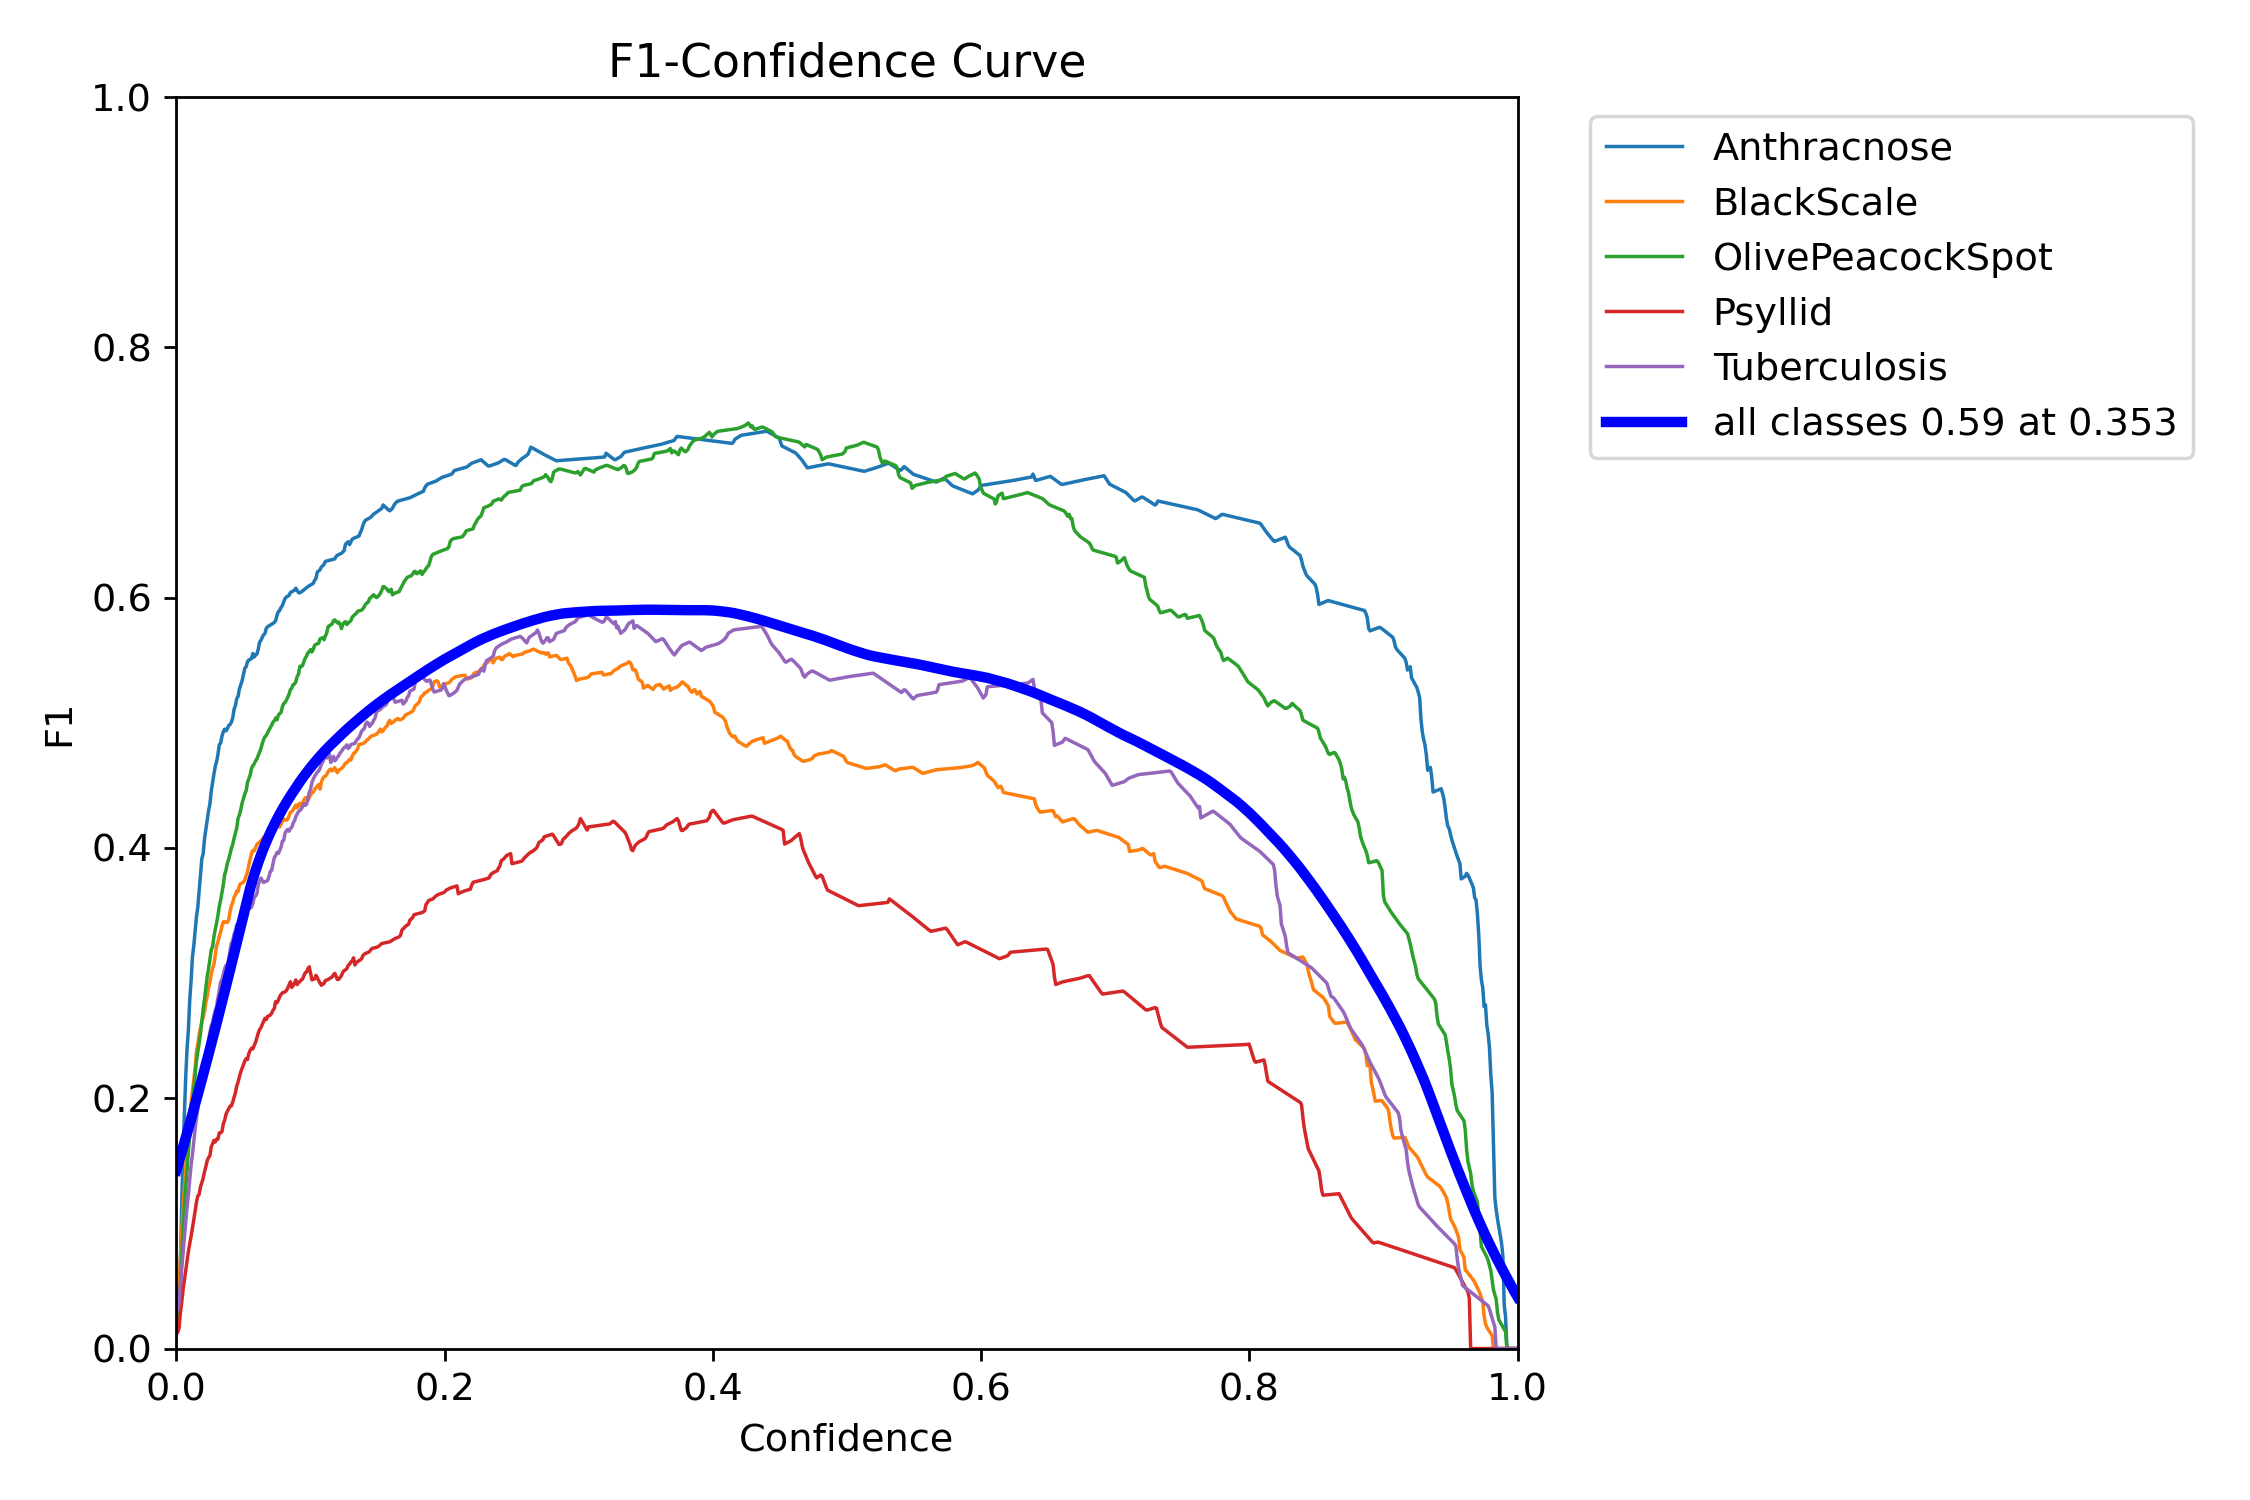 F1-Confidence Curve
1.0
0.8
0.6
0.4
0.2
0.0
F1
0.0 0.2 0.4 0.6 0.8 1.0
Confidence
Anthracnose
BlackScale
OlivePeacockSpot
Psyllid
Tuberculosis
all classes 0.59 at 0.353